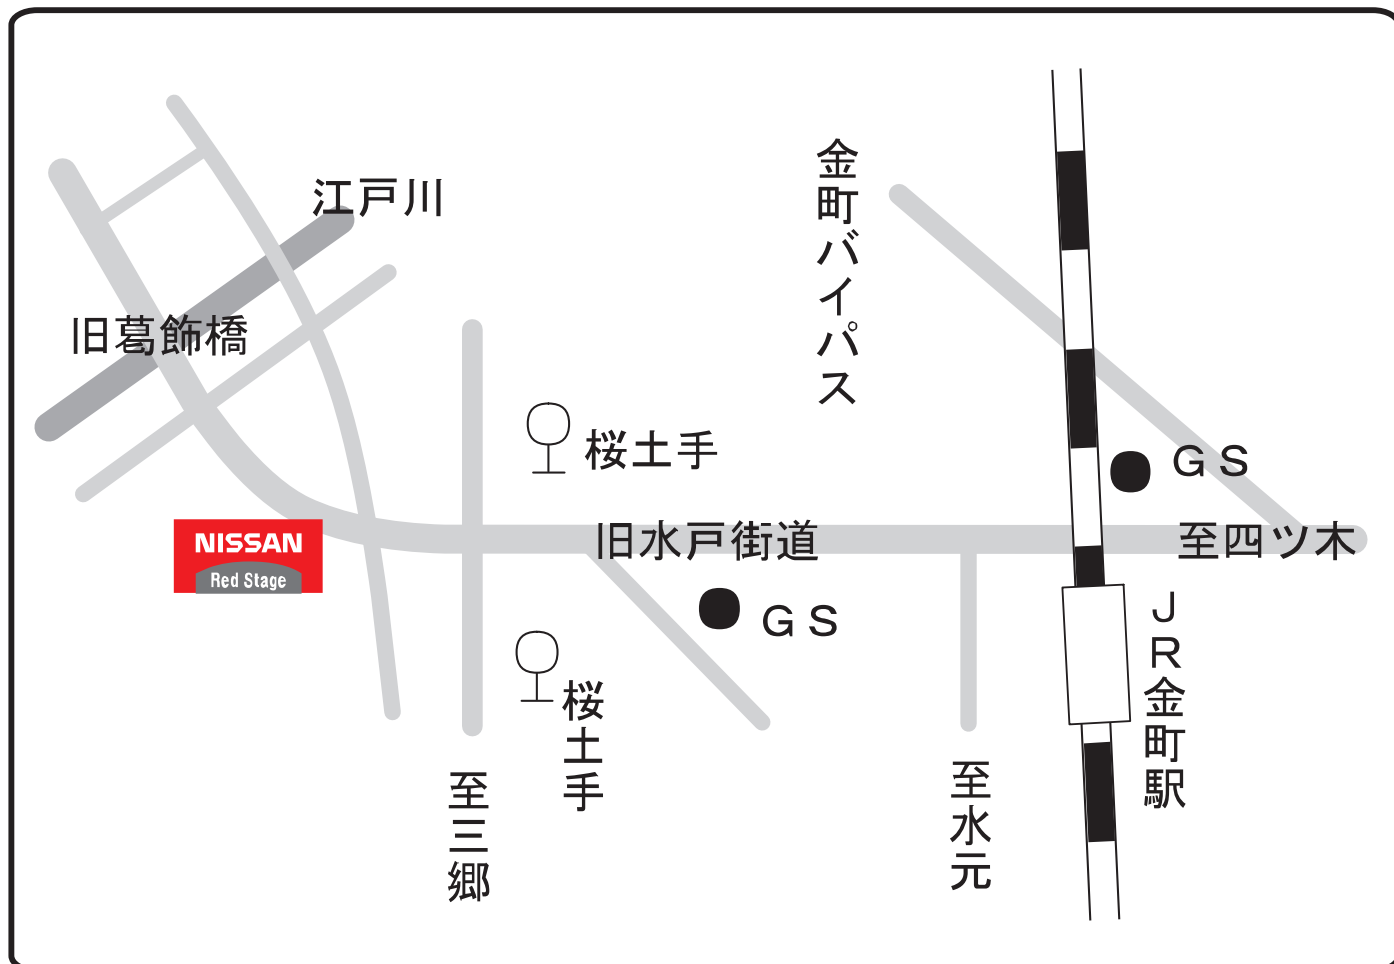 江戸川
旧葛飾橋
金町バイパス
桜土手
GS
旧水戸街道
至四ツ木
NISSAN
Red Stage
GS
桜土手
JR金町駅
至三郷
至水元